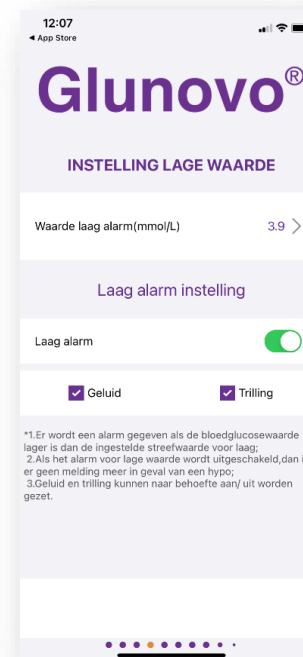 12:07
◀ App Store
Glunovo®
INSTELLING LAGE WAARDE
Waarde laag alarm(mmol/L) 3.9 >
Laag alarm instelling
Laag alarm
Geluid Trilling
*1.Er wordt een alarm gegeven als de bloedglucosewaarde
lager is dan de ingestelde streefwaarde voor laag;
2.Als het alarm voor lage waarde wordt uitgeschakeld,dan
er geen melding meer in geval van een hypo;
3.Geluid en trilling kunnen naar behoefte aan/ uit worden
gezet.